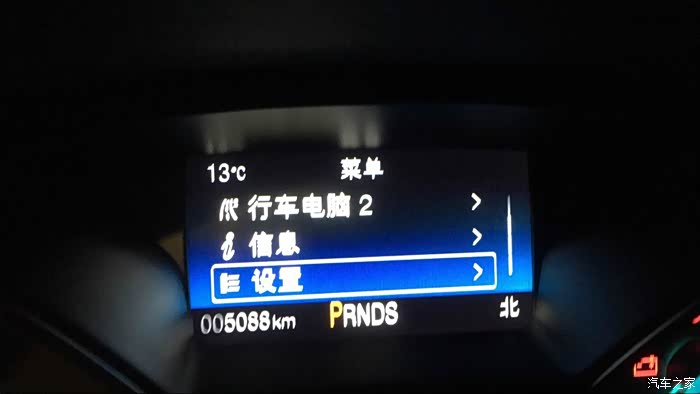 13°C 菜单
行车电脑 2 >
信息 >
设置 >
005088km PRNDS 北
汽车之家